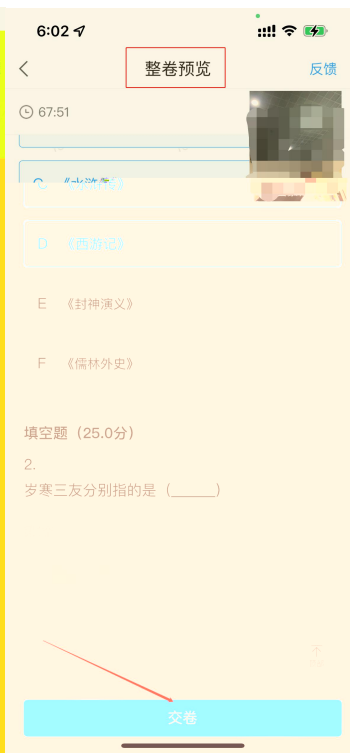 6:02
整卷预览
反馈
67:51
C 《水浒传》
D 《西游记》
E 《封神演义》
F 《儒林外史》
填空题（25.0分）
2.
岁寒三友分别指的是（______）
交卷